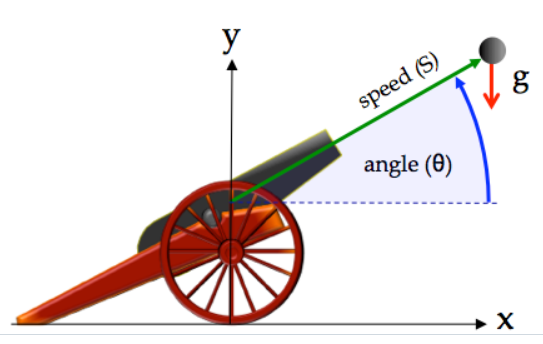 y
speed (S)
g
angle (θ)
x